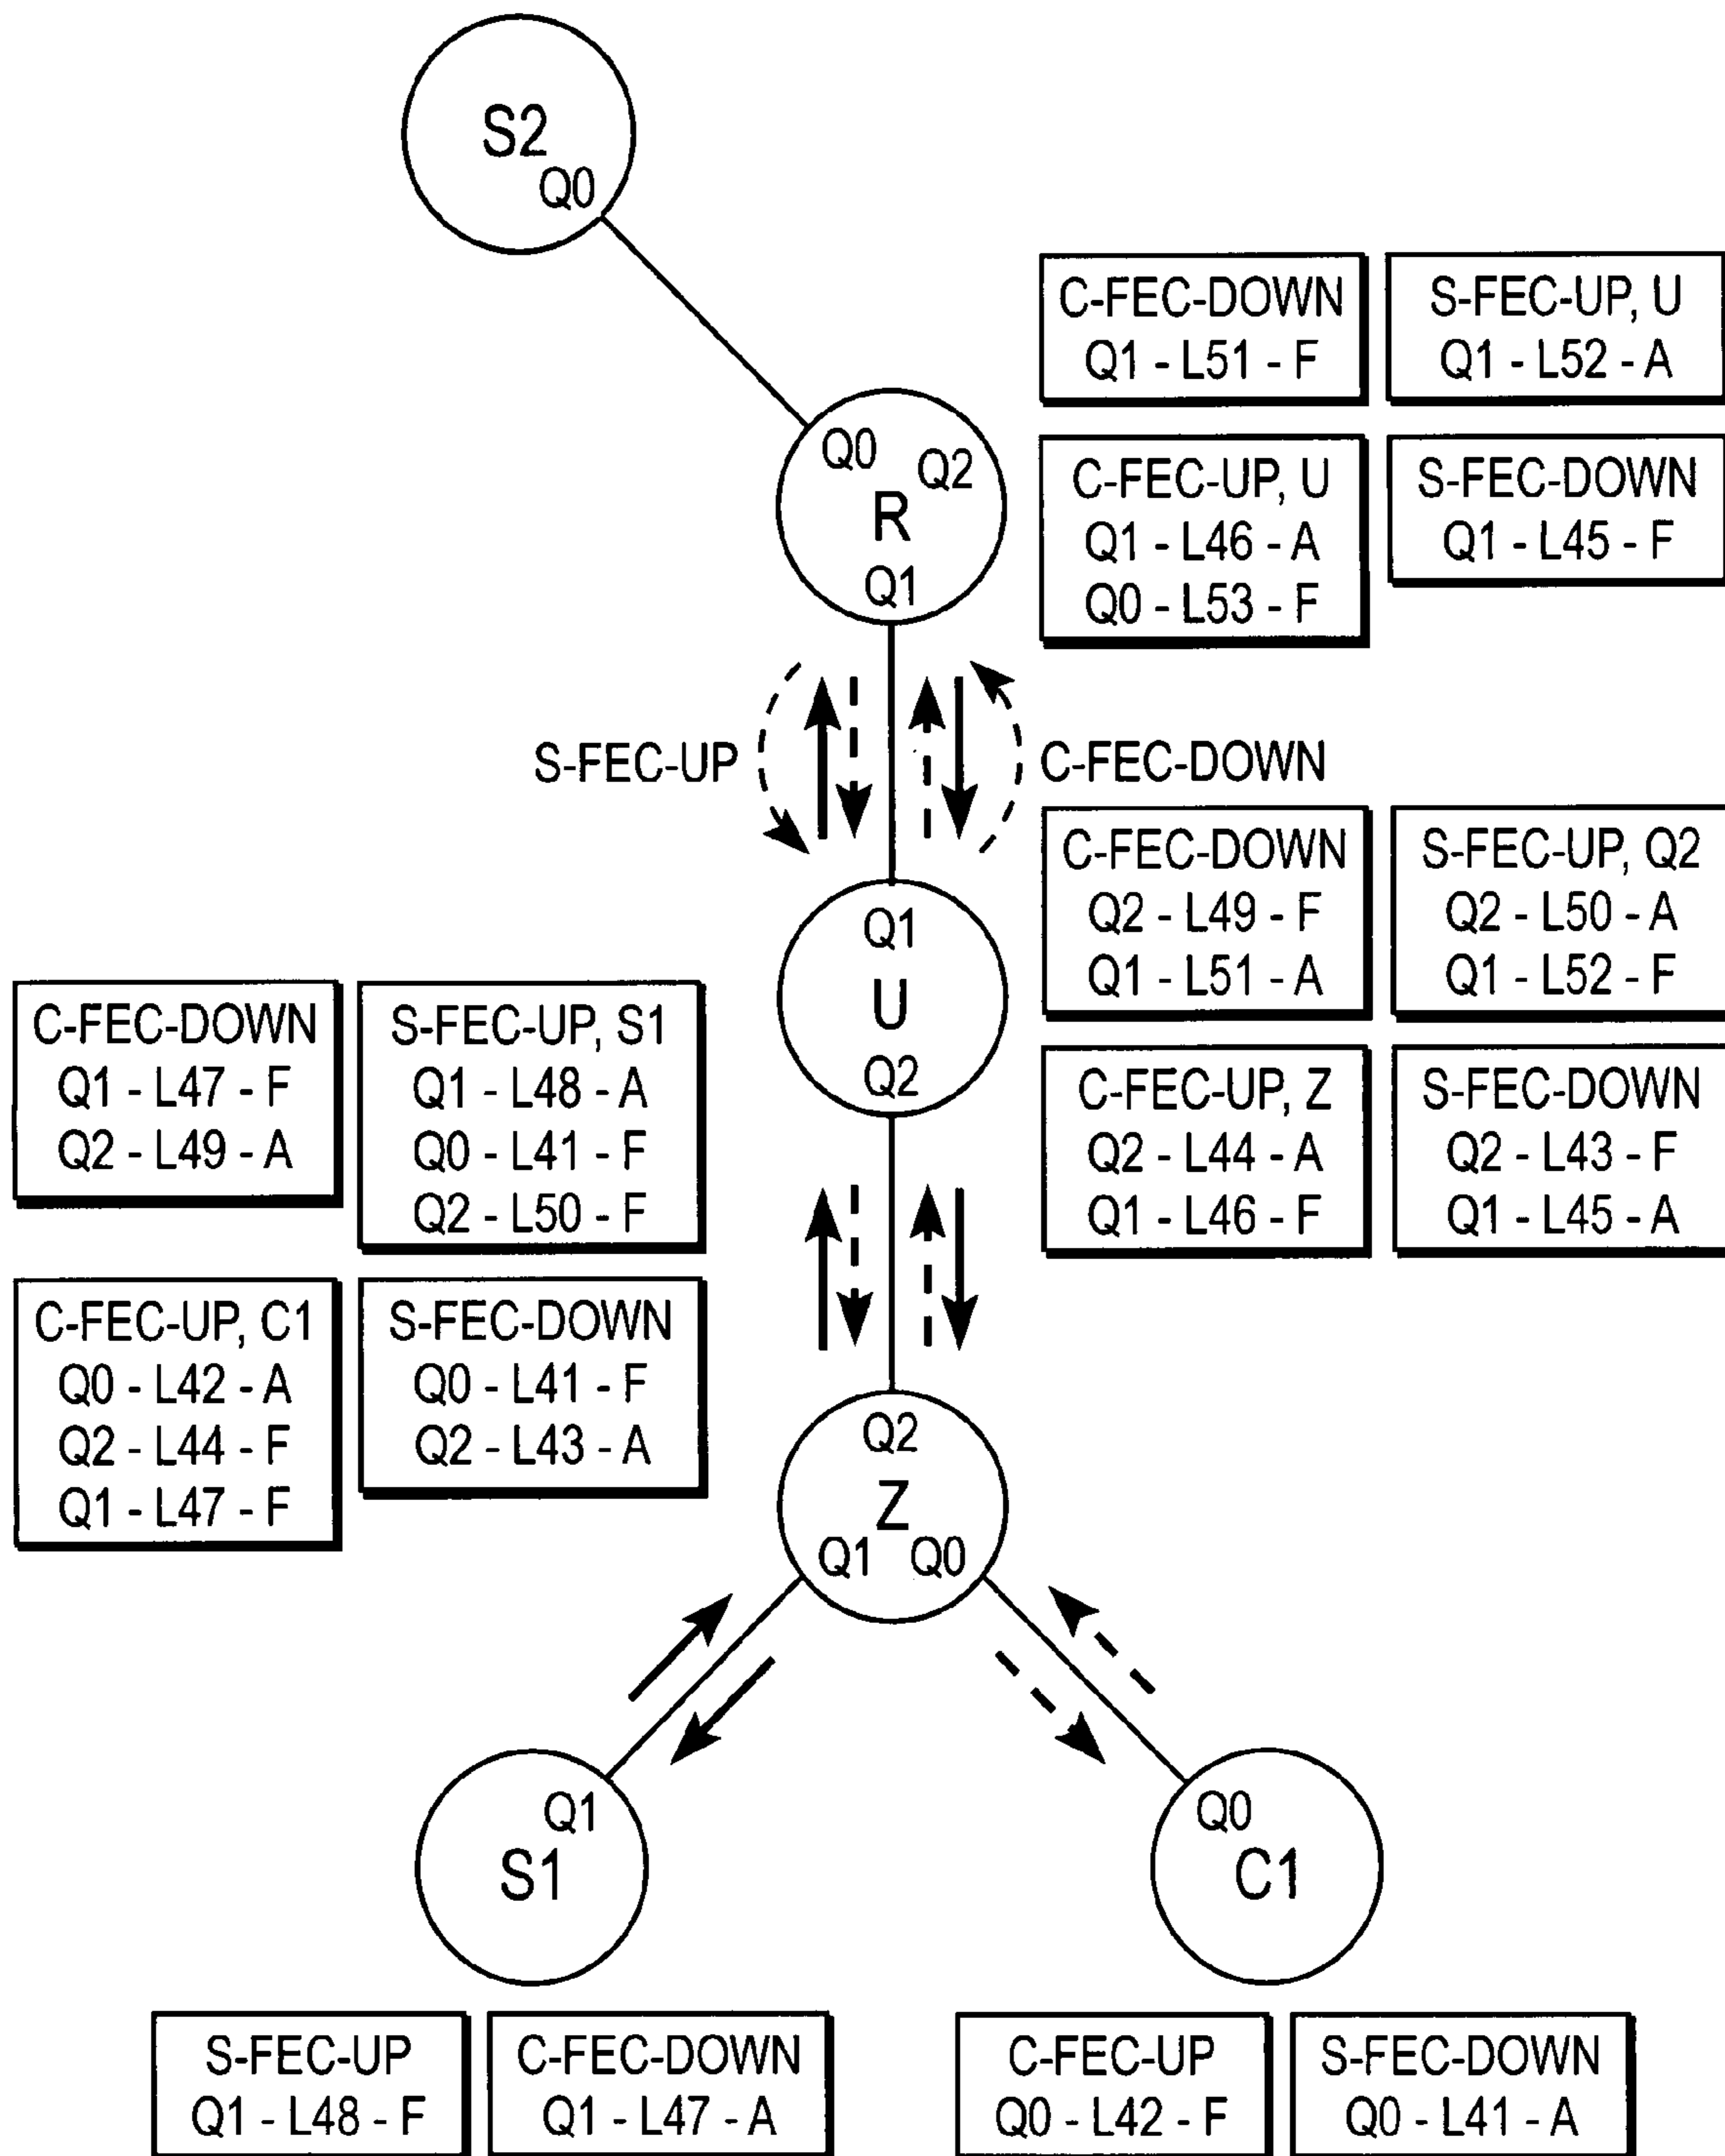 S2
Q0
C-FEC-DOWN
Q1 - L51 - F
S-FEC-UP, U
Q1 - L52 - A
Q0
Q2
R
Q1
C-FEC-UP, U
Q1 - L46 - A
Q0 - L53 - F
S-FEC-DOWN
Q1 - L45 - F
S-FEC-UP
C-FEC-DOWN
C-FEC-DOWN
Q2 - L49 - F
Q1 - L51 - A
S-FEC-UP, Q2
Q2 - L50 - A
Q1 - L52 - F
Q1
U
Q2
C-FEC-DOWN
Q1 - L47 - F
Q2 - L49 - A
S-FEC-UP, S1
Q1 - L48 - A
Q0 - L41 - F
Q2 - L50 - F
C-FEC-UP, Z
Q2 - L44 - A
Q1 - L46 - F
S-FEC-DOWN
Q2 - L43 - F
Q1 - L45 - A
C-FEC-UP, C1
Q0 - L42 - A
Q2 - L44 - F
Q1 - L47 - F
S-FEC-DOWN
Q0 - L41 - F
Q2 - L43 - A
Q2
Z
Q1 Q0
Q1
S1
Q0
C1
S-FEC-UP
Q1 - L48 - F
C-FEC-DOWN
Q1 - L47 - A
C-FEC-UP
Q0 - L42 - F
S-FEC-DOWN
Q0 - L41 - A